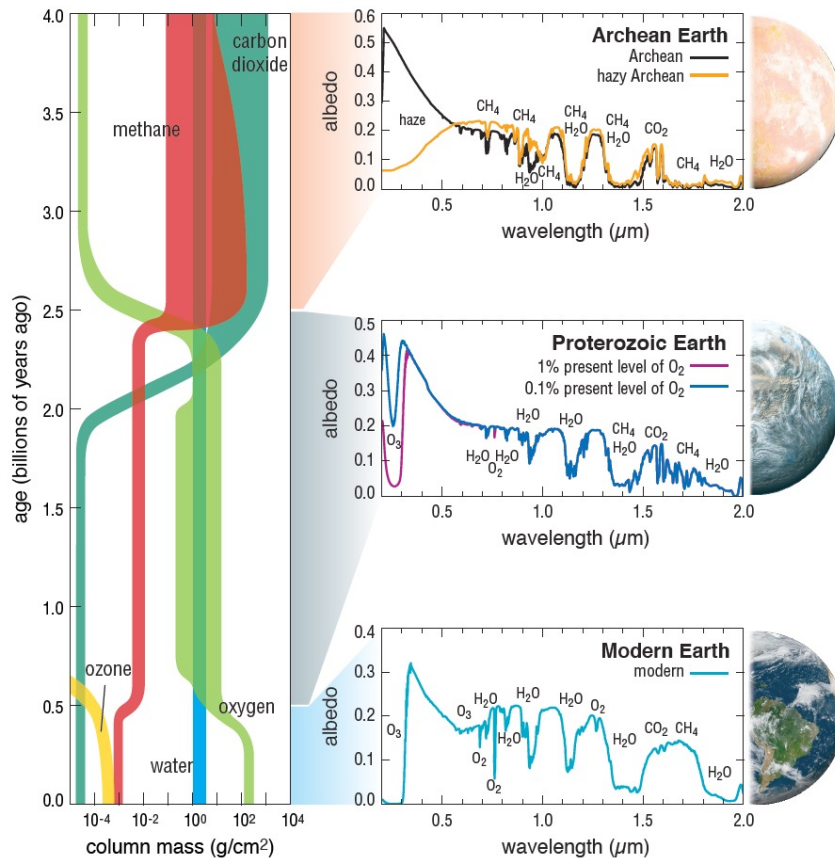 age (billions of years ago)
4.0
3.5
3.0
2.5
2.0
1.5
1.0
0.5
0.0
carbon
dioxide
methane
ozone
oxygen
water
10⁻⁴ 10⁻² 10⁰ 10² 10⁴
column mass (g/cm²)
Archean Earth
Archean
hazy Archean
albedo
0.6
0.5
0.4
0.3
0.2
0.1
0.0
haze
CH₄
CH₄
CH₄
H₂O
CH₄
H₂O
CO₂
CH₄
H₂O
H₂O
CH₄
0.5 1.0 1.5 2.0
wavelength (μm)
Proterozoic Earth
1% present level of O₂
0.1% present level of O₂
albedo
0.5
0.4
0.3
0.2
0.1
0.0
O₃
H₂O
O₂
H₂O
H₂O
H₂O
CH₄
H₂O
CO₂
CH₄
H₂O
0.5 1.0 1.5 2.0
wavelength (μm)
Modern Earth
modern
albedo
0.4
0.3
0.2
0.1
0.0
O₃
O₃
H₂O
O₂
O₂
H₂O
H₂O
H₂O
O₂
H₂O
CO₂
CH₄
H₂O
0.5 1.0 1.5 2.0
wavelength (μm)